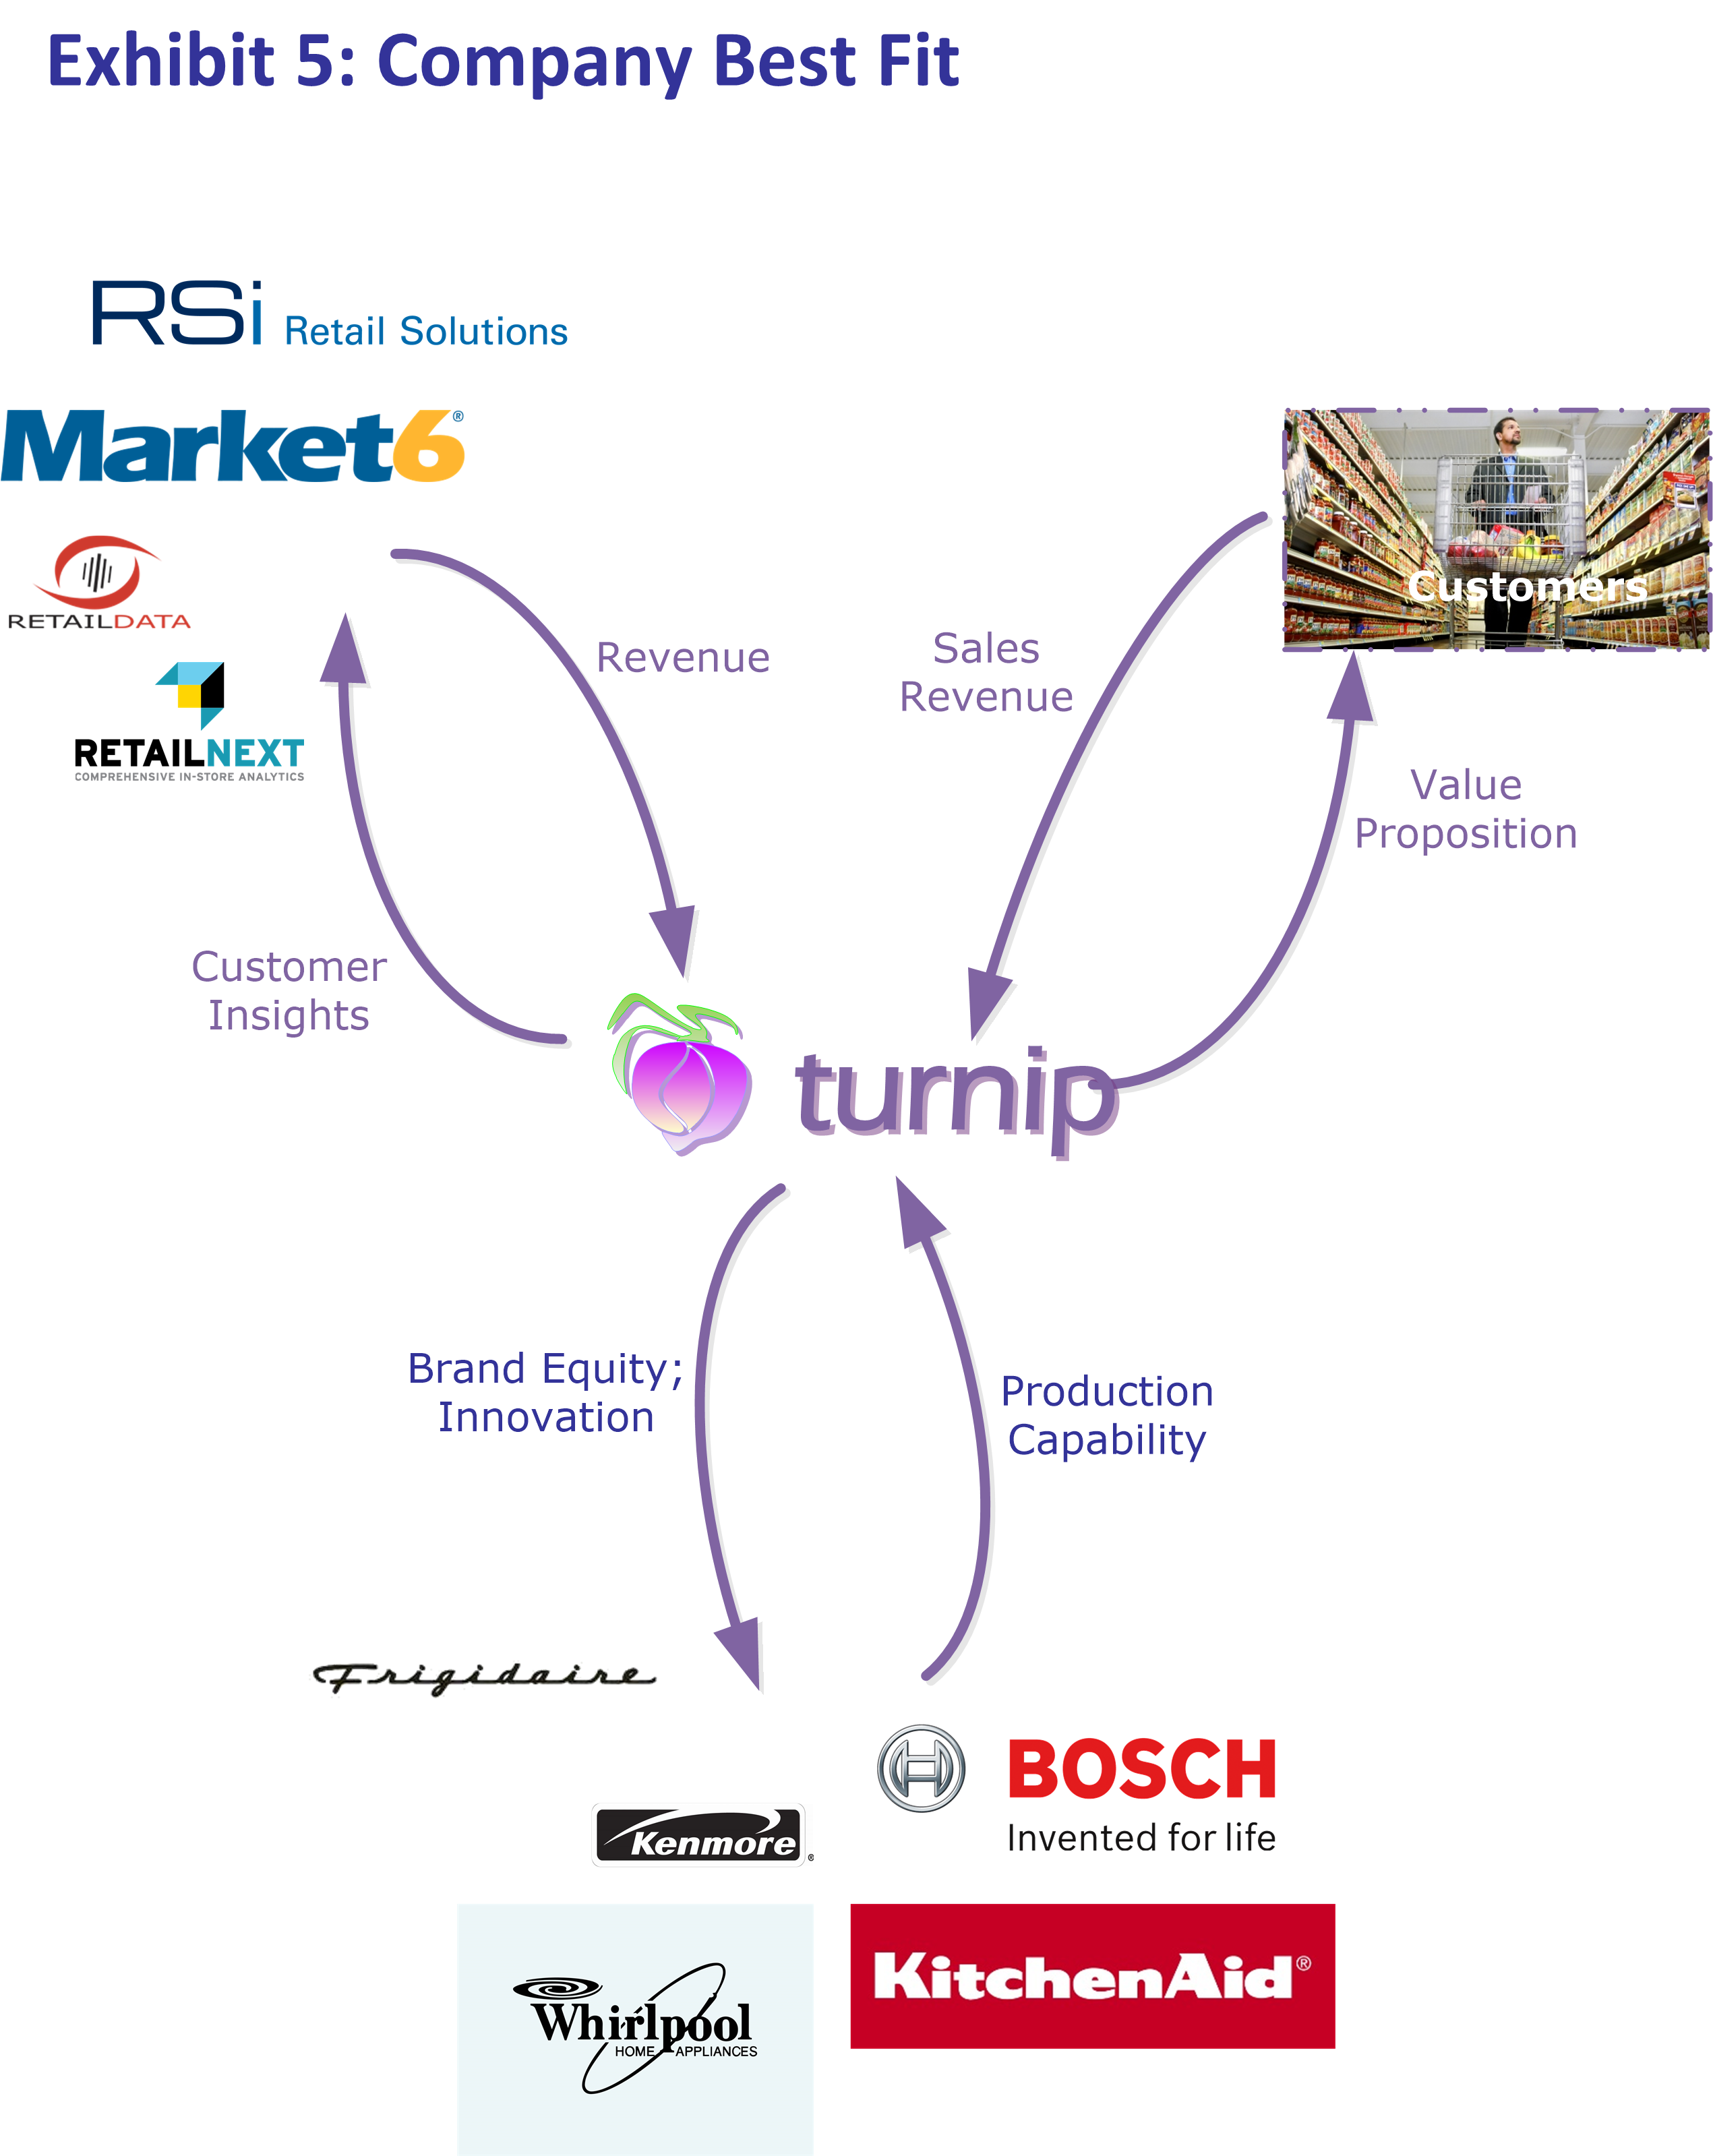 Exhibit 5: Company Best Fit
RSi Retail Solutions
Market6®
RETAILDATA
RETAILNEXT
COMPREHENSIVE IN-STORE ANALYTICS
Customers
Revenue
Sales
Revenue
Value
Proposition
Customer
Insights
turnip
Brand Equity;
Innovation
Production
Capability
Frigidaire
BOSCH
Invented for life
Kenmore®
KitchenAid®
Whirlpool
HOME APPLIANCES